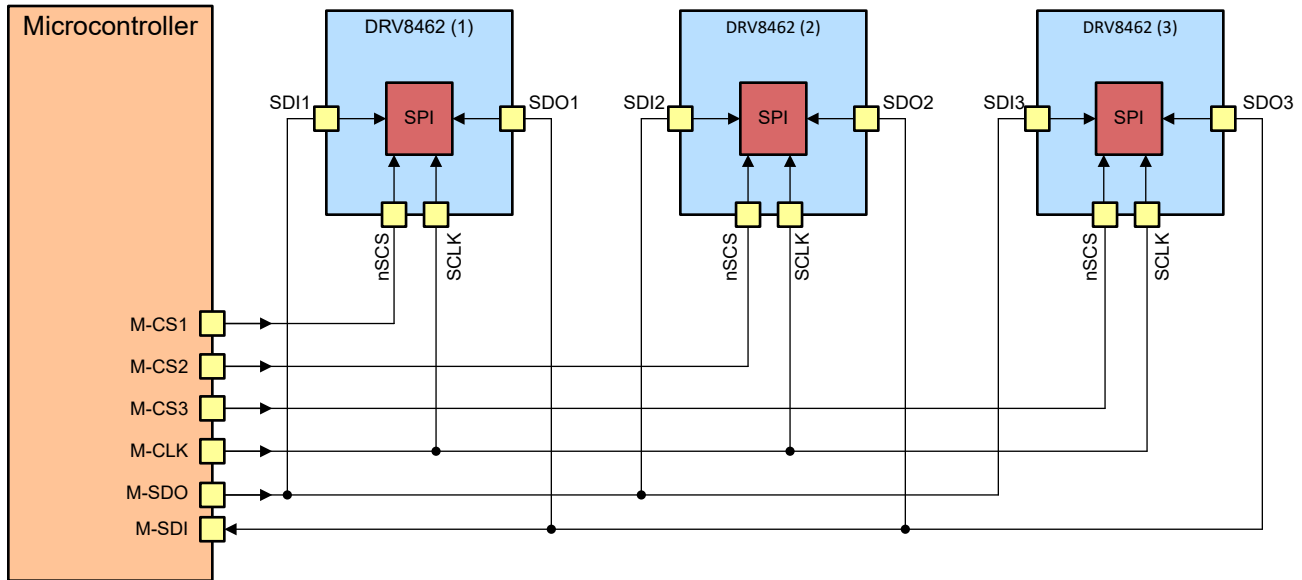 Microcontroller
DRV8462 (1)
DRV8462 (2)
DRV8462 (3)
SDI1
SPI
SDO1
SDI2
SPI
SDO2
SDI3
SPI
SDO3
nSCS
SCLK
nSCS
SCLK
nSCS
SCLK
M-CS1
M-CS2
M-CS3
M-CLK
M-SDO
M-SDI